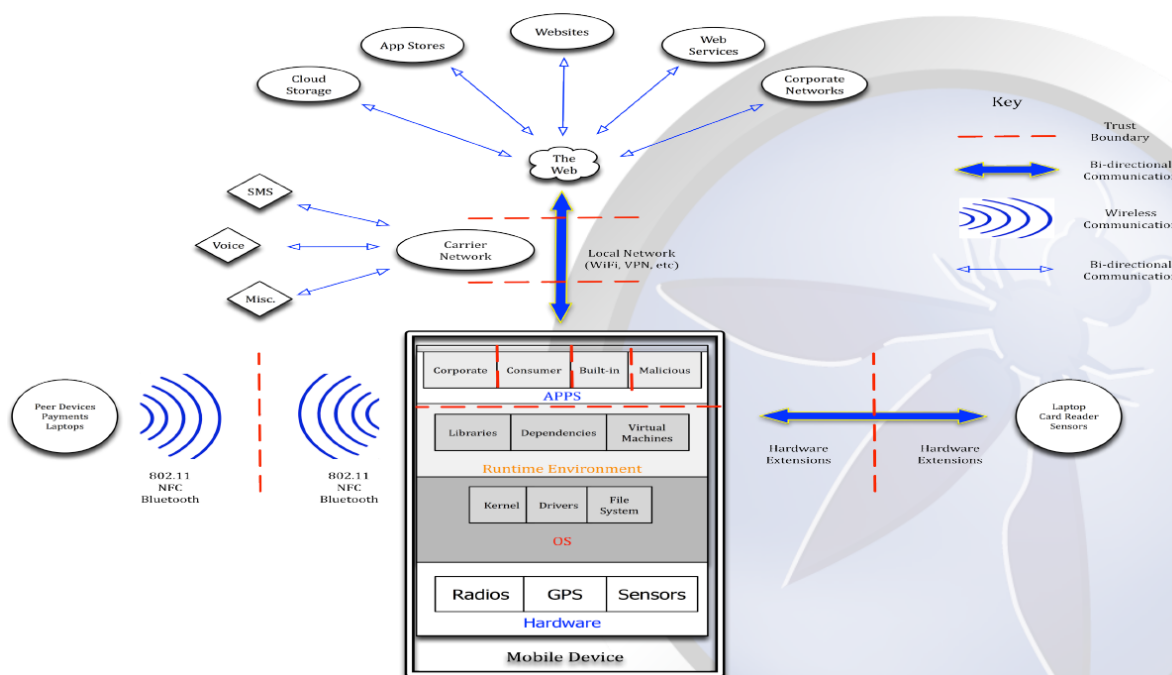 Websites
App Stores
Web
Services
Cloud
Storage
Corporate
Networks
Key
Trust
Boundary
The
Web
Bi-directional
Communication
SMS
Wireless
Communication
Voice
Carrier
Network
Local Network
(WiFi, VPN, etc)
Bi-directional
Communication
Misc.
Corporate
Consumer
Built-in
Malicious
APPS
Peer Devices
Payments
Laptops
Libraries
Dependencies
Virtual
Machines
Runtime Environment
Laptop
Card Reader
Sensors
Hardware
Extensions
Hardware
Extensions
802.11
NFC
Bluetooth
802.11
NFC
Bluetooth
Kernel
Drivers
File
System
OS
Radios
GPS
Sensors
Hardware
Mobile Device